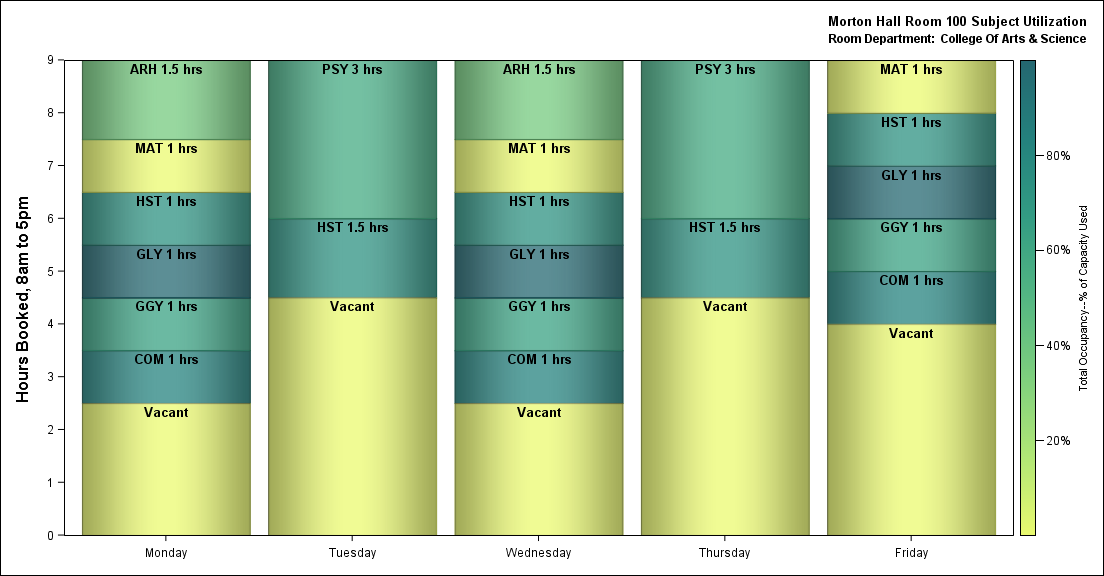 Morton Hall Room 100 Subject Utilization
Room Department: College Of Arts & Science
Hours Booked, 8am to 5pm
9
8
7
6
5
4
3
2
1
0
ARH 1.5 hrs
MAT 1 hrs
HST 1 hrs
GLY 1 hrs
GGY 1 hrs
COM 1 hrs
Vacant
PSY 3 hrs
HST 1.5 hrs
Vacant
ARH 1.5 hrs
MAT 1 hrs
HST 1 hrs
GLY 1 hrs
GGY 1 hrs
COM 1 hrs
Vacant
PSY 3 hrs
HST 1.5 hrs
Vacant
MAT 1 hrs
HST 1 hrs
GLY 1 hrs
GGY 1 hrs
COM 1 hrs
Vacant
Monday
Tuesday
Wednesday
Thursday
Friday
80%
60%
40%
20%
Total Occupancy--% of Capacity Used